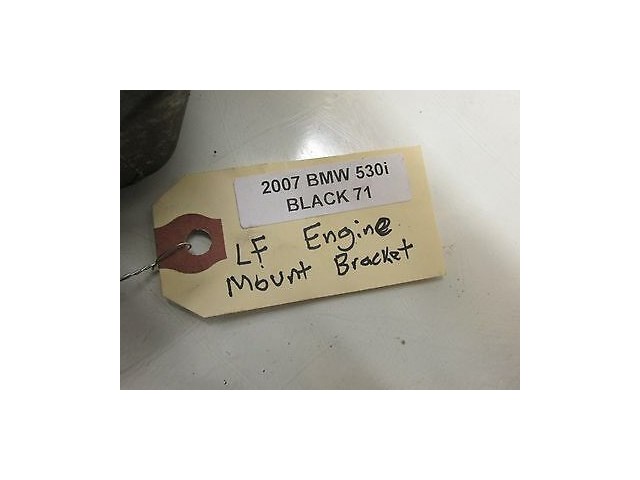 2007 BMW 530i
BLACK 71
LF Engine
Mount Bracket